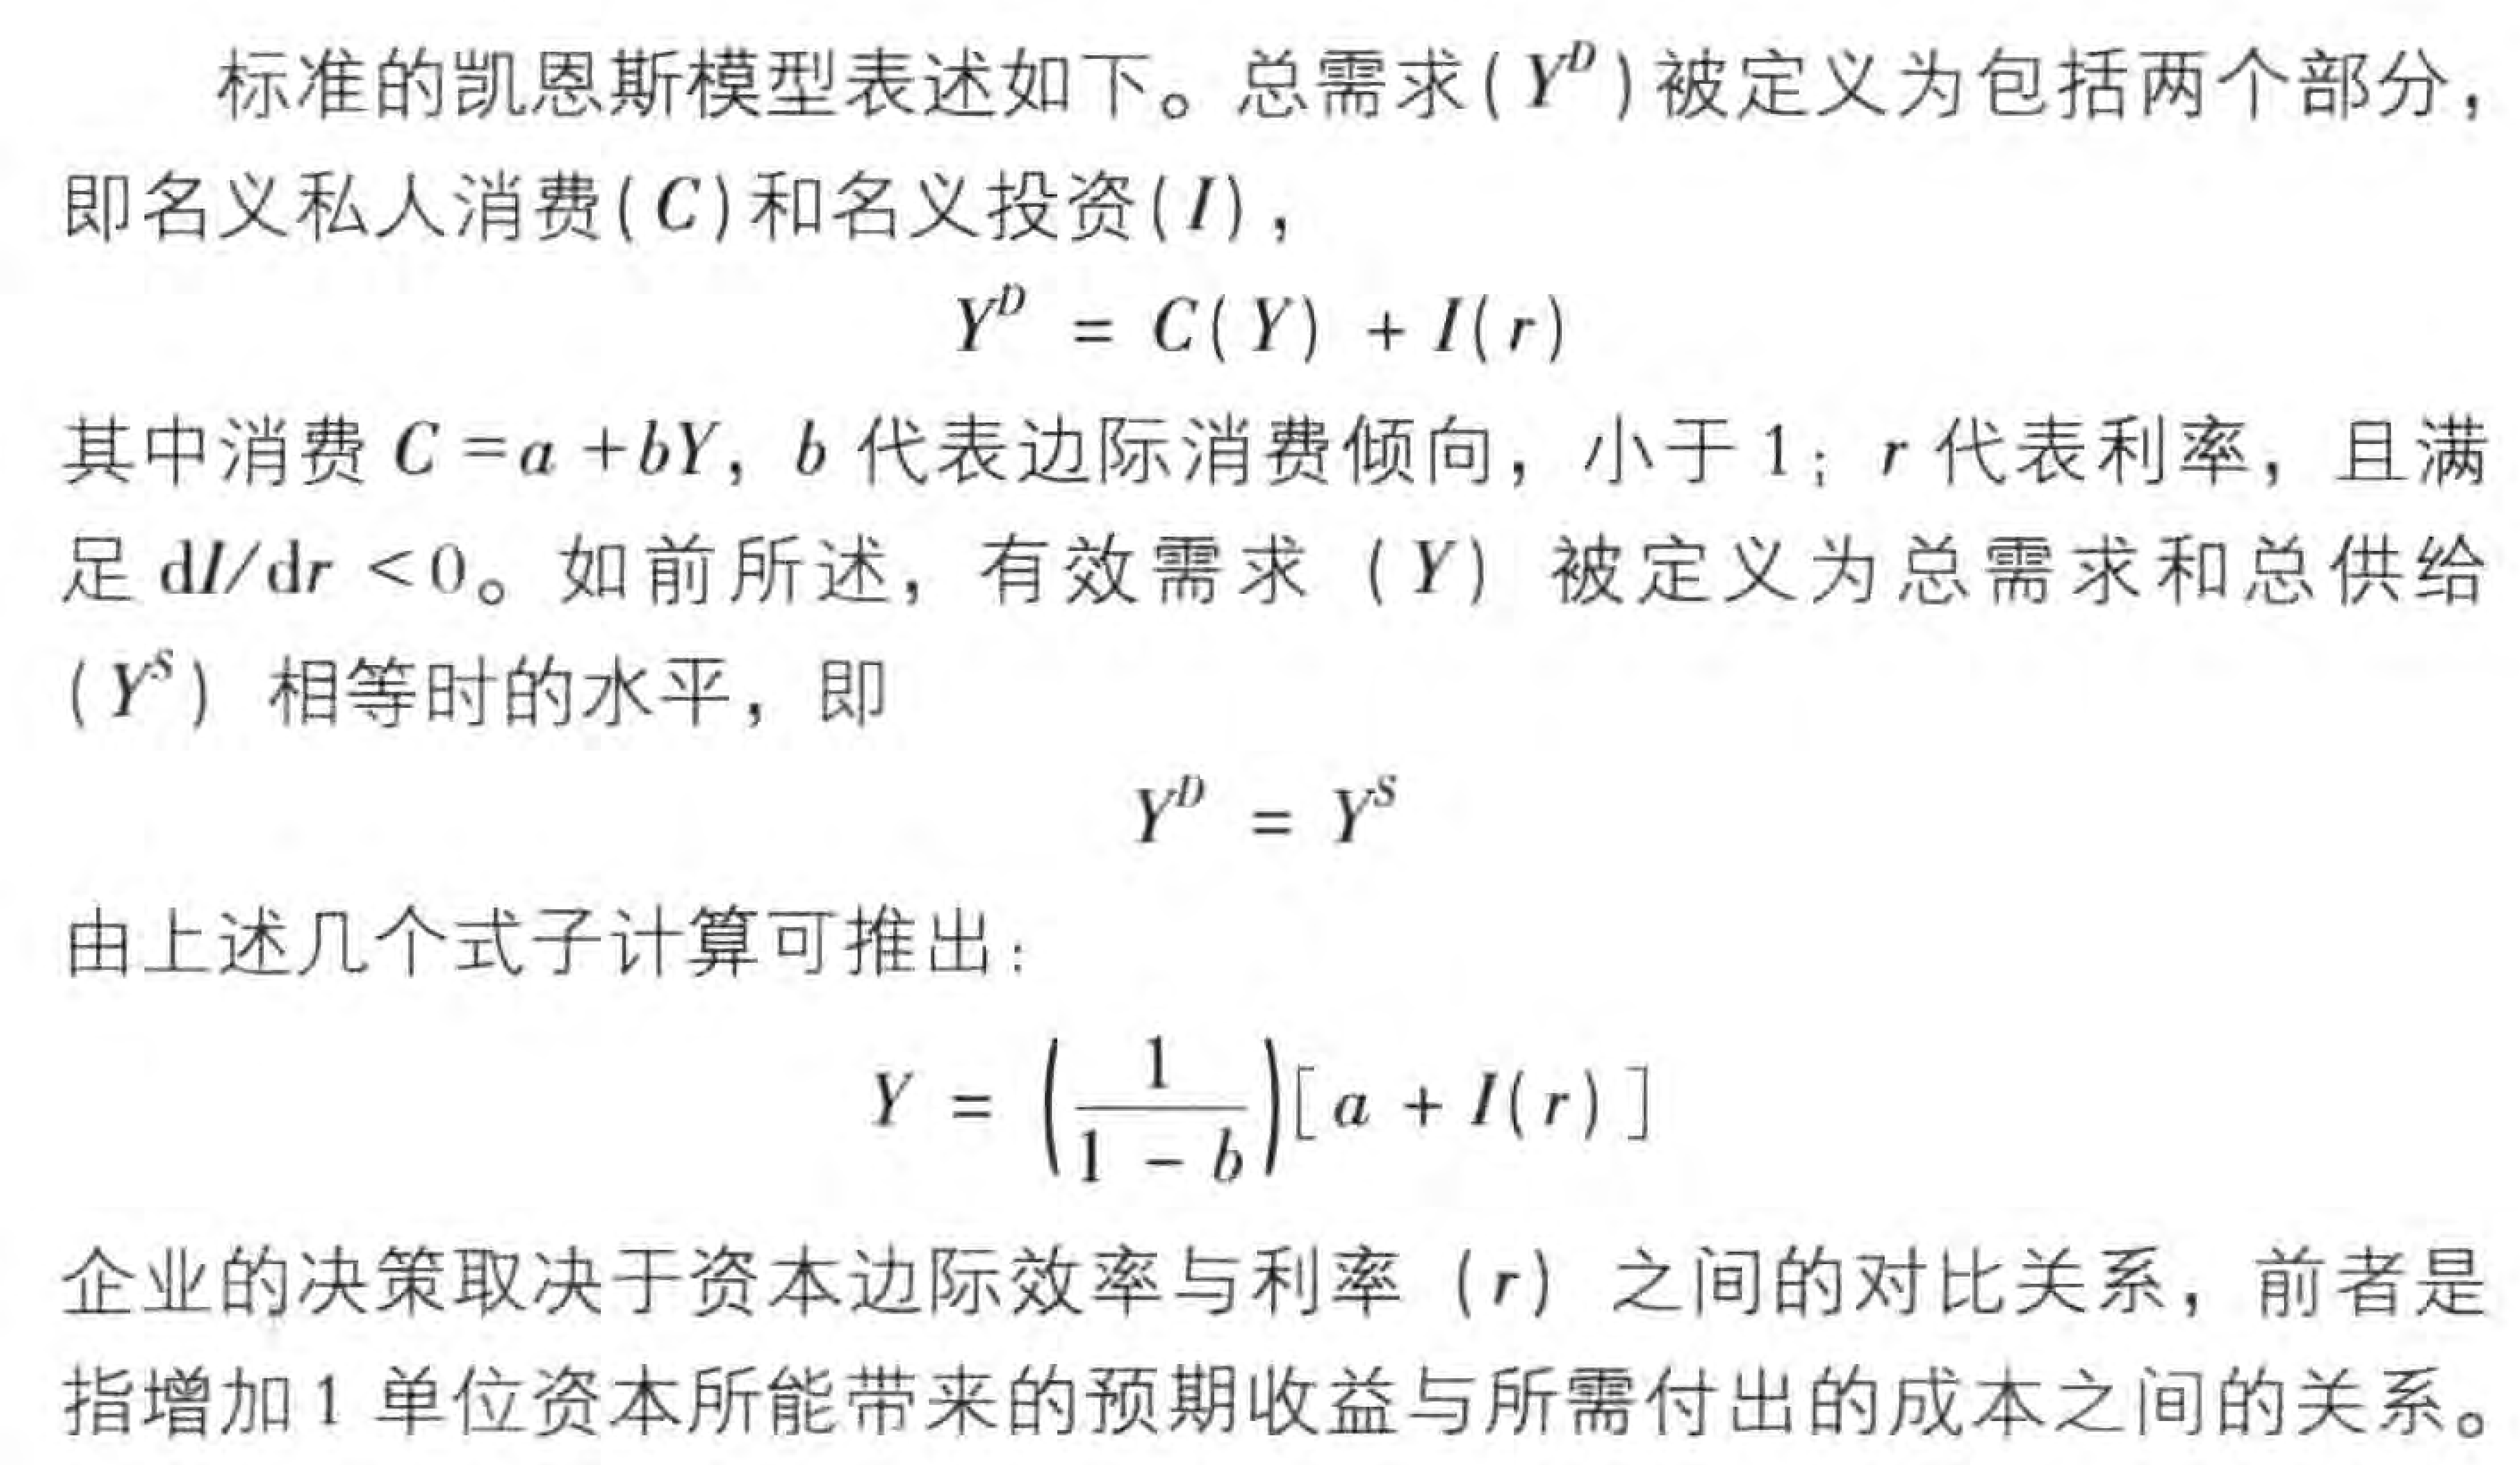 标准的凯恩斯模型表述如下。总需求(Y^D)被定义为包括两个部分，
即名义私人消费(C)和名义投资(I)，
Y^D = C(Y) + I(r)
其中消费 C = a + bY，b 代表边际消费倾向，小于 1；r 代表利率，且满
足 dI/dr < 0。如前所述，有效需求（Y）被定义为总需求和总供给
（Y^S）相等时的水平，即
Y^D = Y^S
由上述几个式子计算可推出：
Y = (1/(1 - b))[a + I(r)]
企业的决策取决于资本边际效率与利率（r）之间的对比关系，前者是
指增加 1 单位资本所能带来的预期收益与所需付出的成本之间的关系。